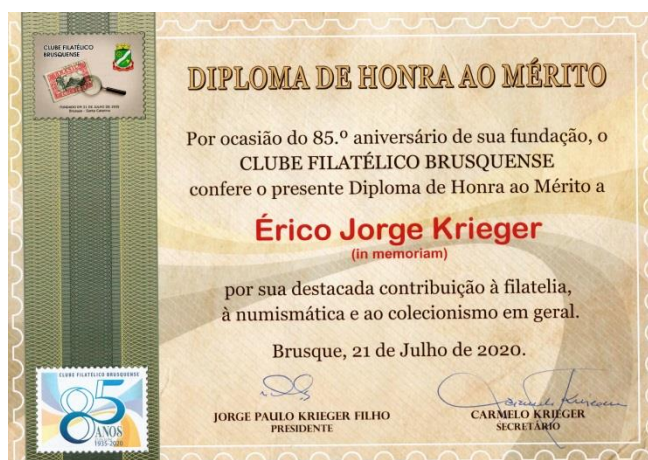 CLUBE FILATÉLICO
BRUSQUENSE
DIPLOMA DE HONRA AO MÉRITO
Por ocasião do 85.º aniversário de sua fundação, o
CLUBE FILATÉLICO BRUSQUENSE
confere o presente Diploma de Honra ao Mérito a
Érico Jorge Krieger
(in memoriam)
por sua destacada contribuição à filatelia,
à numismática e ao colecionismo em geral.
Brusque, 21 de Julho de 2020.
CLUBE FILATÉLICO BRUSQUENSE
85
ANOS
1935-2020
JORGE PAULO KRIEGER FILHO
PRESIDENTE
CARMELO KRIEGER
SECRETÁRIO